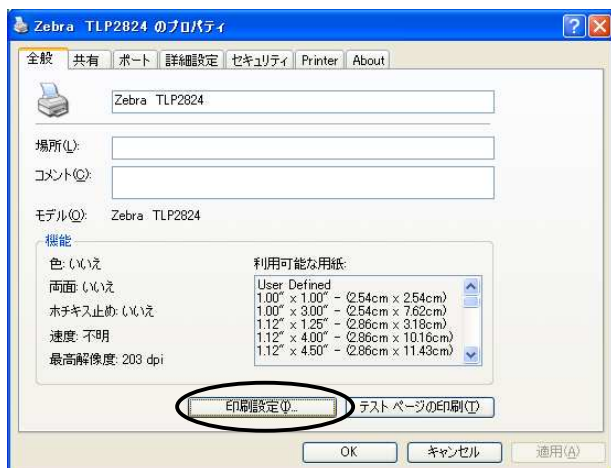 Zebra TLP2824 のプロパティ
全般 共有 ポート 詳細設定 セキュリティ Printer About
Zebra TLP2824
場所(L):
コメント(C):
モデル(O): Zebra TLP2824
機能
色: いいえ
両面: いいえ
ホチキス止め: いいえ
速度: 不明
最高解像度: 203 dpi
利用可能な用紙:
User Defined
1.00" x 1.00" - (2.54cm x 2.54cm)
1.00" x 3.00" - (2.54cm x 7.62cm)
1.12" x 1.25" - (2.86cm x 3.18cm)
1.12" x 4.00" - (2.86cm x 10.16cm)
1.12" x 4.50" - (2.86cm x 11.43cm)
印刷設定(I)... テスト ページの印刷(T)
OK キャンセル 適用(A)